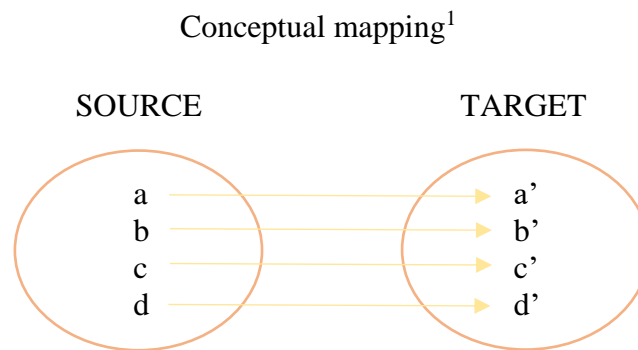 Conceptual mapping¹
SOURCE TARGET
a a’
b b’
c c’
d d’